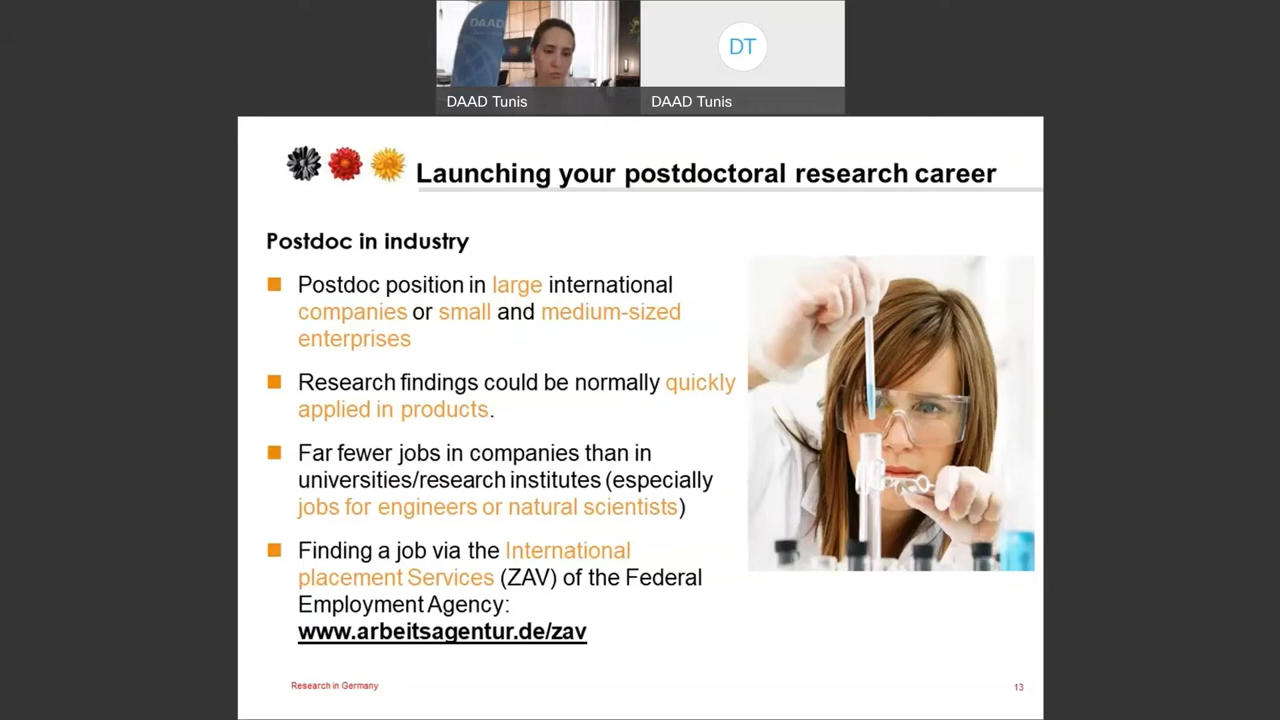 DAAD
DT
DAAD Tunis
DAAD Tunis
Launching your postdoctoral research career
Postdoc in industry
Postdoc position in large international
companies or small and medium-sized
enterprises
Research findings could be normally quickly
applied in products.
Far fewer jobs in companies than in
universities/research institutes (especially
jobs for engineers or natural scientists)
Finding a job via the International
placement Services (ZAV) of the Federal
Employment Agency:
www.arbeitsagentur.de/zav
Research in Germany
13